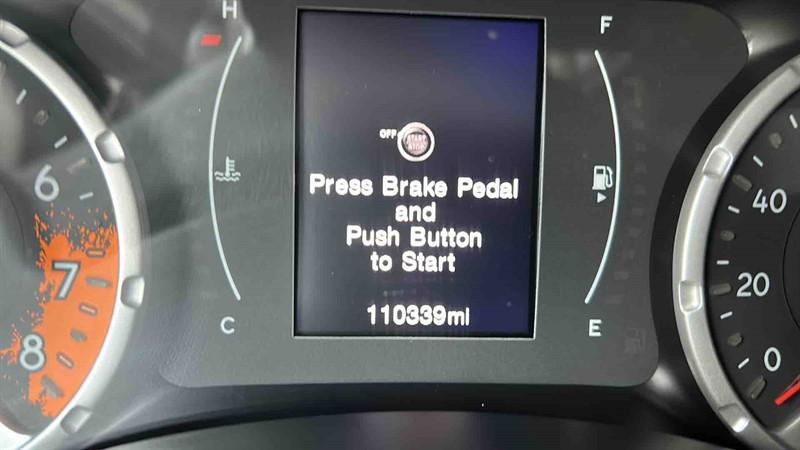 H
F
OFF
START
STOP
Press Brake Pedal
and
Push Button
to Start
110339mi
C
E
6
7
8
40
20
0